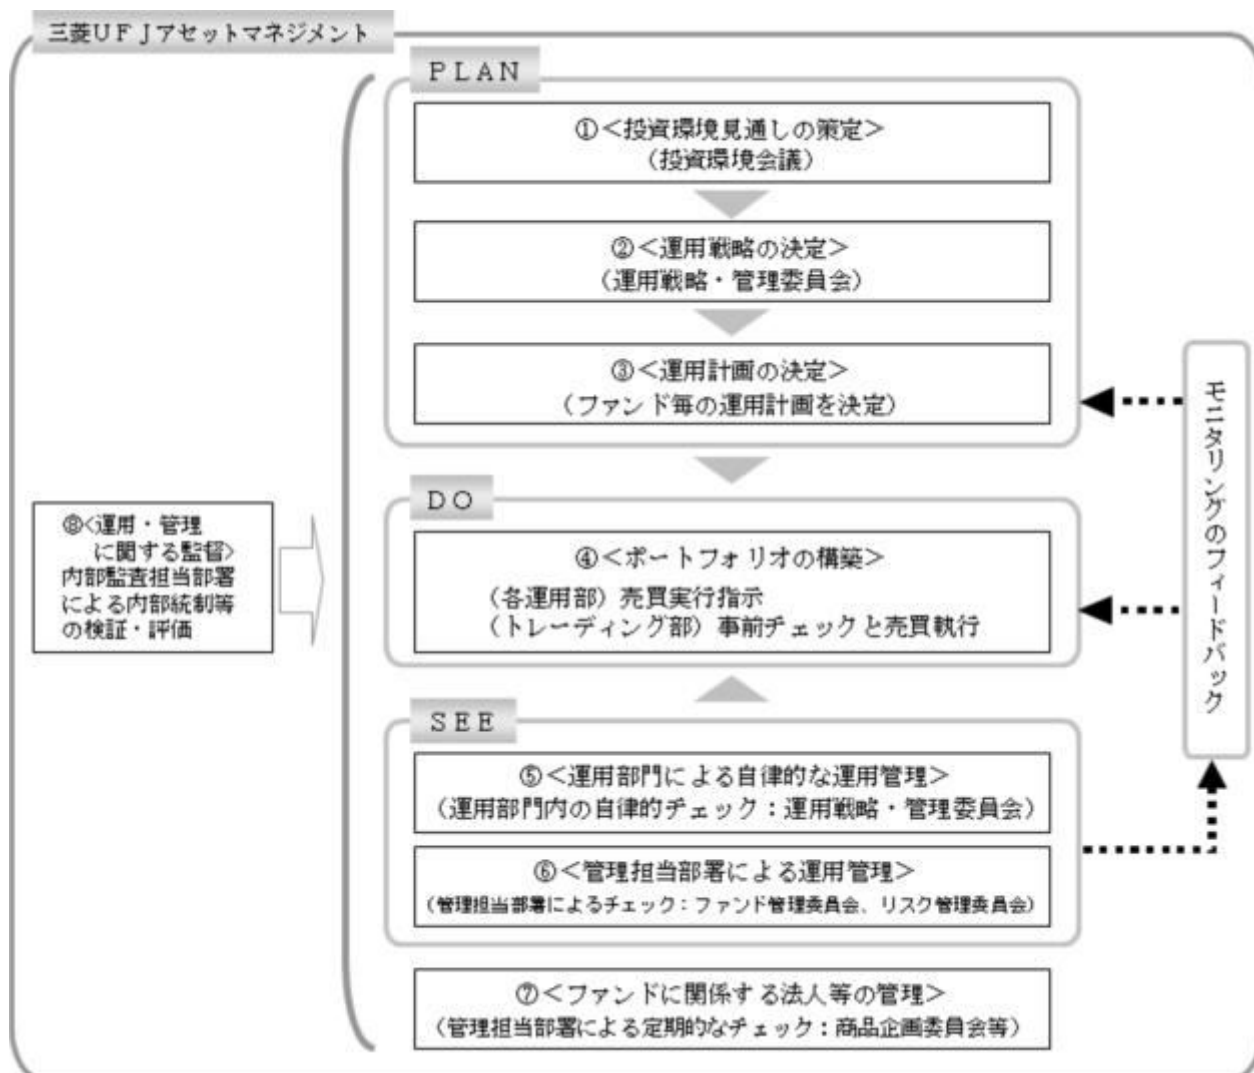 三菱ＵＦＪアセットマネジメント
ＰＬＡＮ
①＜投資環境見通しの策定＞
（投資環境会議）
②＜運用戦略の決定＞
（運用戦略・管理委員会）
③＜運用計画の決定＞
（ファンド毎の運用計画を決定）
ＤＯ
④＜ポートフォリオの構築＞
（各運用部）売買実行指示
（トレーディング部）事前チェックと売買執行
ＳＥＥ
⑤＜運用部門による自律的な運用管理＞
（運用部門内の自律的チェック：運用戦略・管理委員会）
⑥＜管理担当部署による運用管理＞
（管理担当部署によるチェック：ファンド管理委員会、リスク管理委員会）
⑦＜ファンドに関係する法人等の管理＞
（管理担当部署による定期的なチェック：商品企画委員会等）
⑧＜運用・管理
に関する監督＞
内部監査担当部署
による内部統制等
の検証・評価
モニタリングのフィードバック